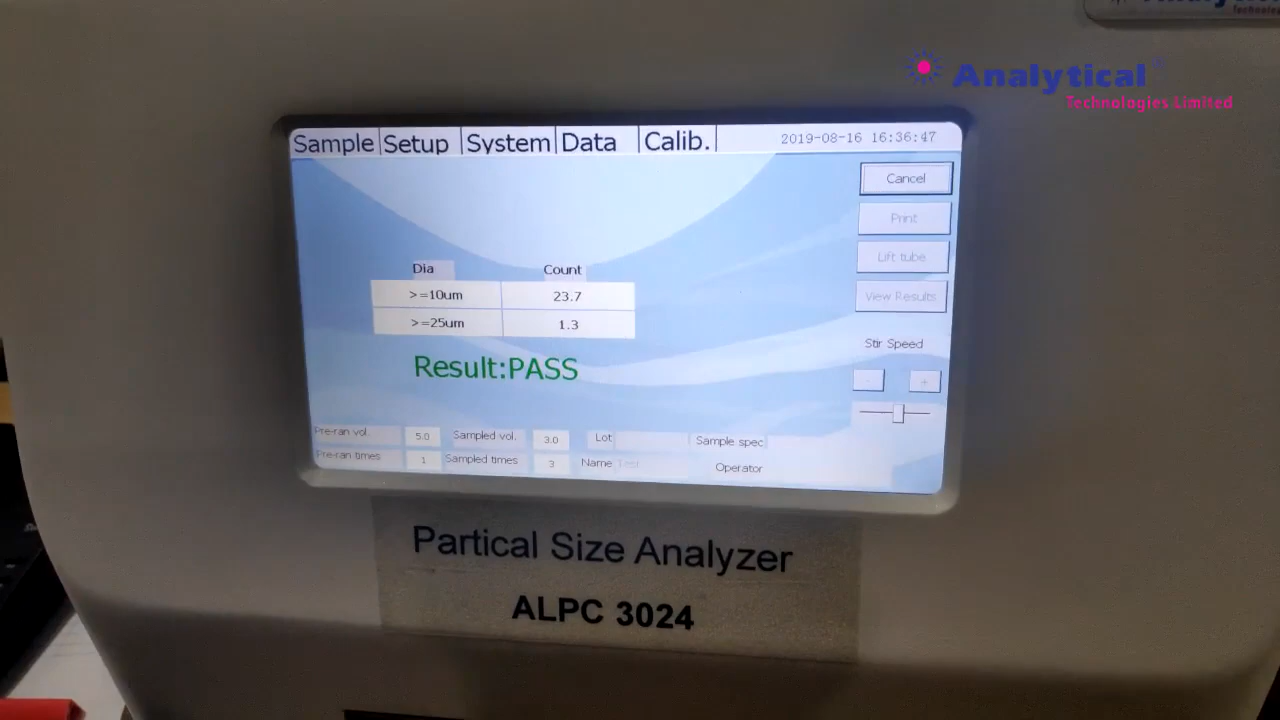 Analytical
Technologies Limited
Sample Setup System Data Calib. 2019-08-16 16:36:47
Cancel
Print
Lift tube
View Results
Dia Count
>=10um 23.7
>=25um 1.3
Result:PASS
Stir Speed
- +
Pre-ran vol. 5.0 Sampled vol. 3.0 Lot Sample spec
Pre-ran times 1 Sampled times 3 Name Test Operator
Partical Size Analyzer
ALPC 3024